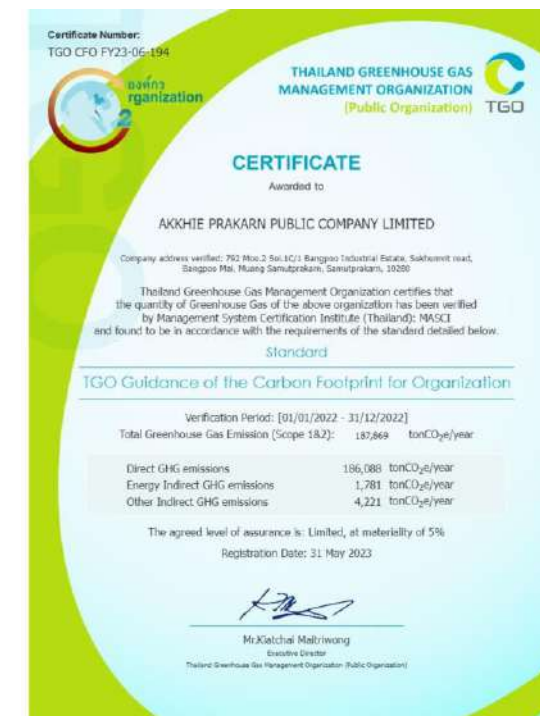 Certificate Number:
TGO CFO FY23-06-194
องค์กร
rganization
2
THAILAND GREENHOUSE GAS
MANAGEMENT ORGANIZATION
(Public Organization)
TGO
CERTIFICATE
Awarded to
AKKHIE PRAKARN PUBLIC COMPANY LIMITED
Company address verified: 792 Moo.2 Soi.1C/1 Bangpoo Industrial Estate, Sukhumvit road,
Bangpoo Mai, Muang Samutprakarn, Samutprakarn, 10280
Thailand Greenhouse Gas Management Organization certifies that
the quantity of Greenhouse Gas of the above organization has been verified
by Management System Certification Institute (Thailand): MASCI
and found to be in accordance with the requirements of the standard detailed below.
Standard
TGO Guidance of the Carbon Footprint for Organization
Verification Period: [01/01/2022 - 31/12/2022]
Total Greenhouse Gas Emission (Scope 1&2): 187,869 tonCO₂e/year
Direct GHG emissions 186,088 tonCO₂e/year
Energy Indirect GHG emissions 1,781 tonCO₂e/year
Other Indirect GHG emissions 4,221 tonCO₂e/year
The agreed level of assurance is: Limited, at materiality of 5%
Registration Date: 31 May 2023
Mr.Kiatchai Maitriwong
Executive Director
Thailand Greenhouse Gas Management Organization (Public Organization)